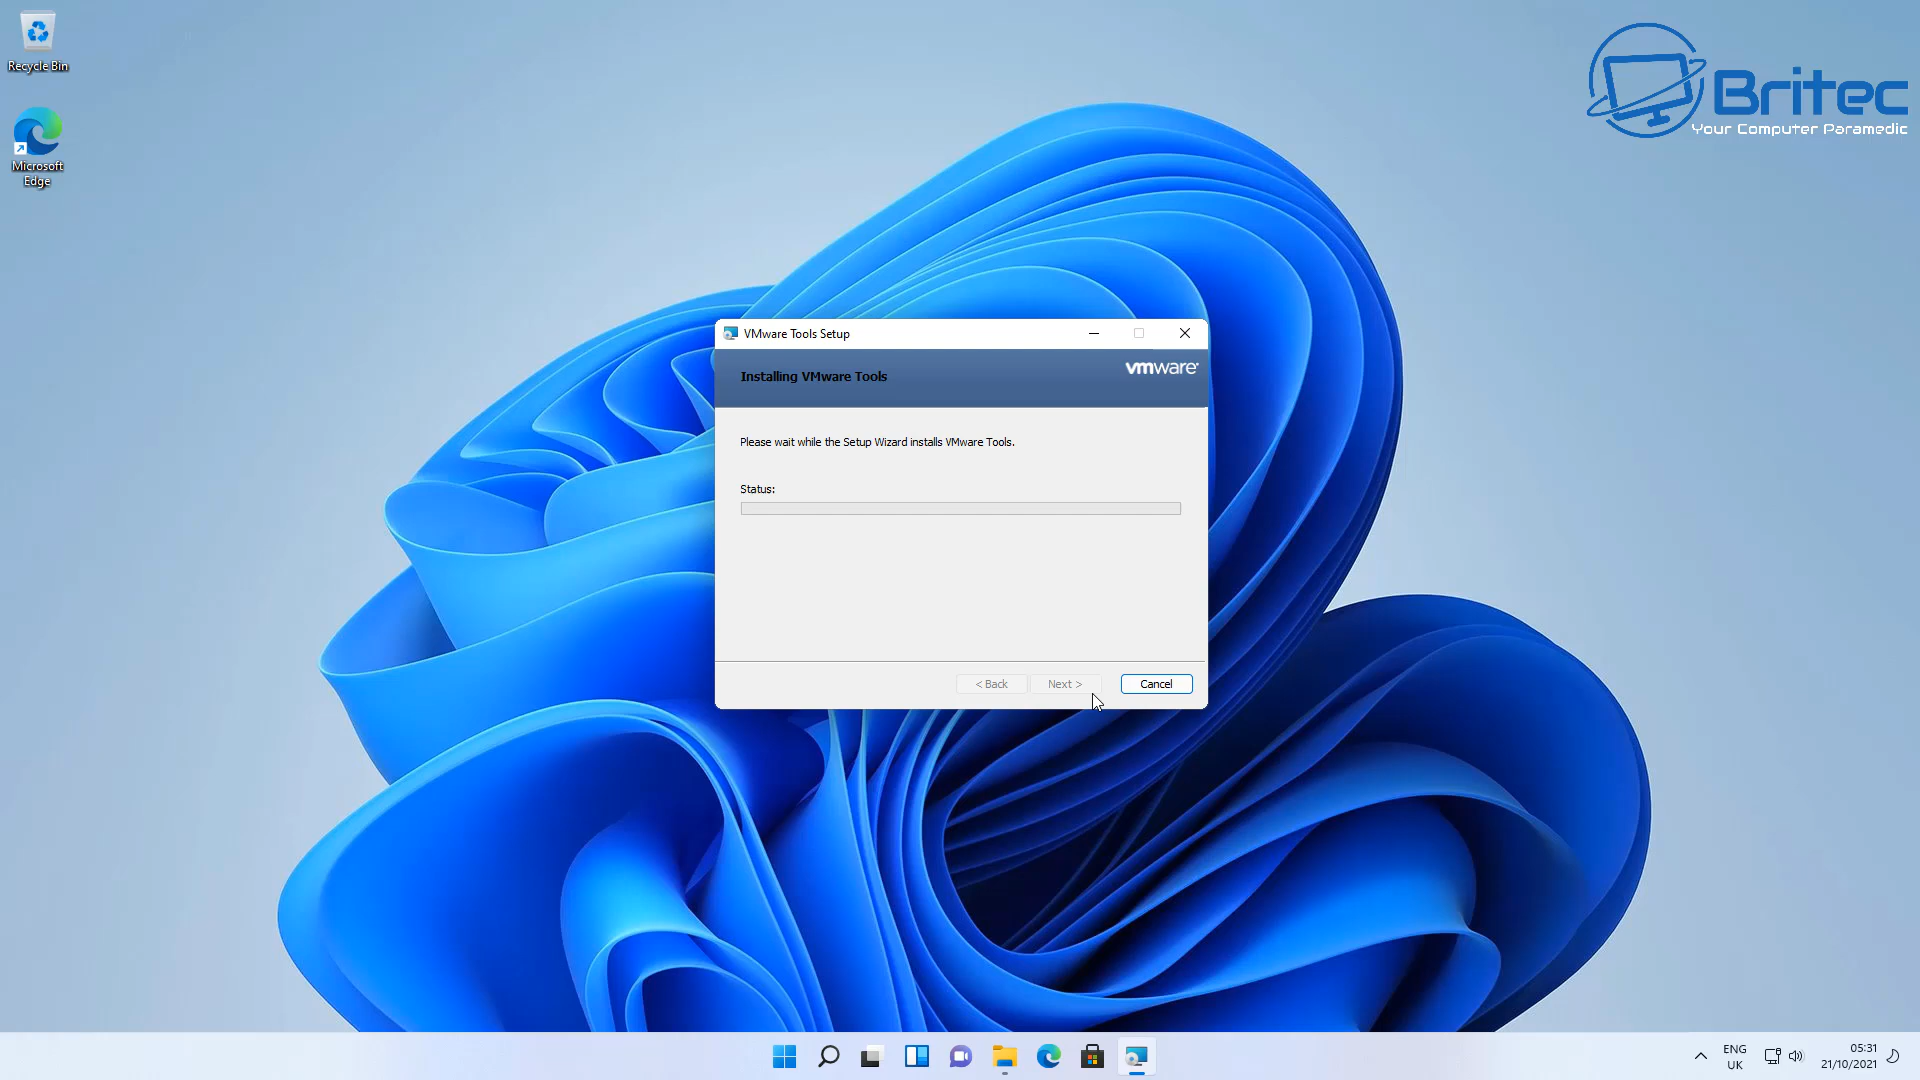 Recycle Bin
Microsoft
Edge
Britec
Your Computer Paramedic
VMware Tools Setup
Installing VMware Tools
vmware
Please wait while the Setup Wizard installs VMware Tools.
Status:
< Back
Next >
Cancel
ENG
UK
05:31
21/10/2021